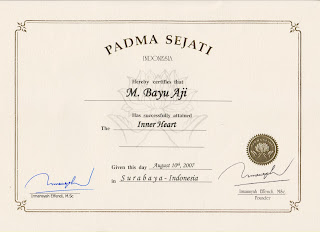 PADMA SEJATI
INDONESIA
Hereby certifies that
M. Bayu Aji
Has successfully attained
The Inner Heart
Given this day August 10th, 2007
in Surabaya - Indonesia
Irmansyah Effendi, M.Sc
Irmansyah Effendi, MSc
Founder